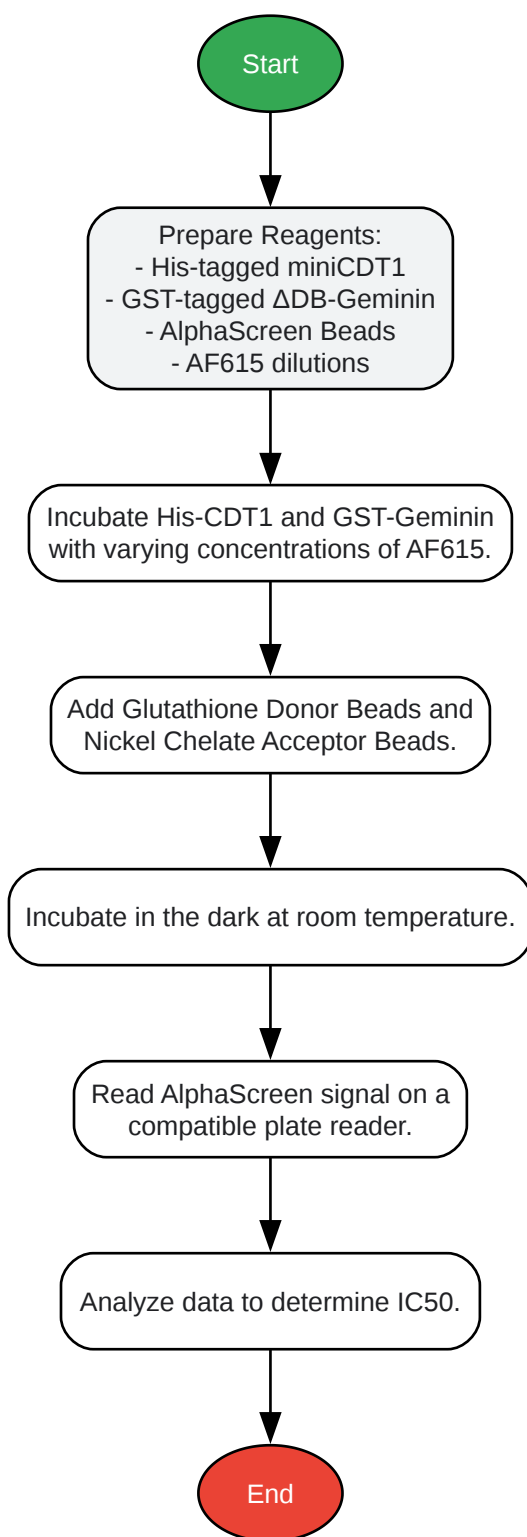 Start
Prepare Reagents:
- His-tagged miniCDT1
- GST-tagged ΔDB-Geminin
- AlphaScreen Beads
- AF615 dilutions
Incubate His-CDT1 and GST-Geminin
with varying concentrations of AF615.
Add Glutathione Donor Beads and
Nickel Chelate Acceptor Beads.
Incubate in the dark at room temperature.
Read AlphaScreen signal on a
compatible plate reader.
Analyze data to determine IC50.
End